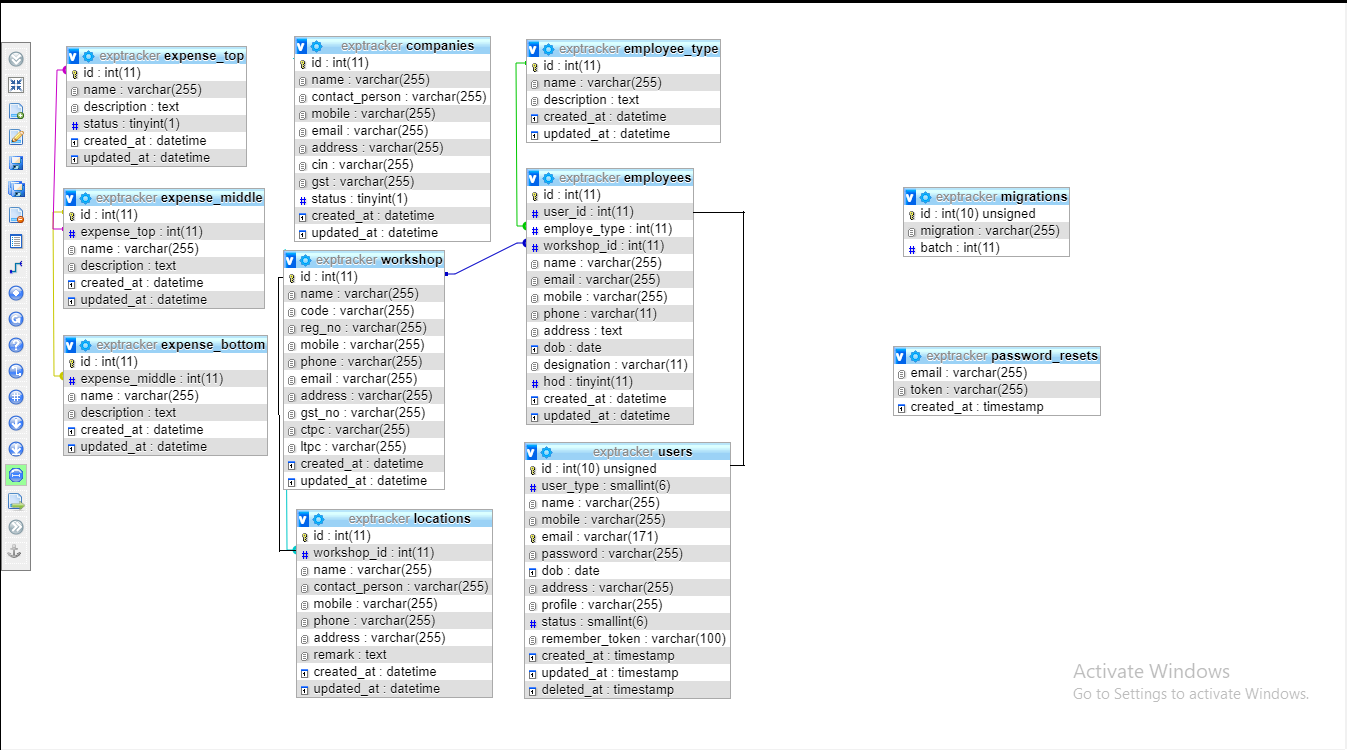 exptracker expense_top
id : int(11)
name : varchar(255)
description : text
status : tinyint(1)
created_at : datetime
updated_at : datetime
exptracker expense_middle
id : int(11)
expense_top : int(11)
name : varchar(255)
description : text
created_at : datetime
updated_at : datetime
exptracker expense_bottom
id : int(11)
expense_middle : int(11)
name : varchar(255)
description : text
created_at : datetime
updated_at : datetime
exptracker companies
id : int(11)
name : varchar(255)
contact_person : varchar(255)
mobile : varchar(255)
email : varchar(255)
address : varchar(255)
cin : varchar(255)
gst : varchar(255)
status : tinyint(1)
created_at : datetime
updated_at : datetime
exptracker workshop
id : int(11)
name : varchar(255)
code : varchar(255)
reg_no : varchar(255)
mobile : varchar(255)
phone : varchar(255)
email : varchar(255)
address : varchar(255)
gst_no : varchar(255)
ctpc : varchar(255)
ltpc : varchar(255)
created_at : datetime
updated_at : datetime
exptracker locations
id : int(11)
workshop_id : int(11)
name : varchar(255)
contact_person : varchar(255)
mobile : varchar(255)
phone : varchar(255)
address : varchar(255)
remark : text
created_at : datetime
updated_at : datetime
exptracker employee_type
id : int(11)
name : varchar(255)
description : text
created_at : datetime
updated_at : datetime
exptracker employees
id : int(11)
user_id : int(11)
employe_type : int(11)
workshop_id : int(11)
name : varchar(255)
email : varchar(255)
mobile : varchar(255)
phone : varchar(11)
address : text
dob : date
designation : varchar(11)
hod : tinyint(11)
created_at : datetime
updated_at : datetime
exptracker users
id : int(10) unsigned
user_type : smallint(6)
name : varchar(255)
mobile : varchar(255)
email : varchar(171)
password : varchar(255)
dob : date
address : varchar(255)
profile : varchar(255)
status : smallint(6)
remember_token : varchar(100)
created_at : timestamp
updated_at : timestamp
deleted_at : timestamp
exptracker migrations
id : int(10) unsigned
migration : varchar(255)
batch : int(11)
exptracker password_resets
email : varchar(255)
token : varchar(255)
created_at : timestamp
Activate Windows
Go to Settings to activate Windows.